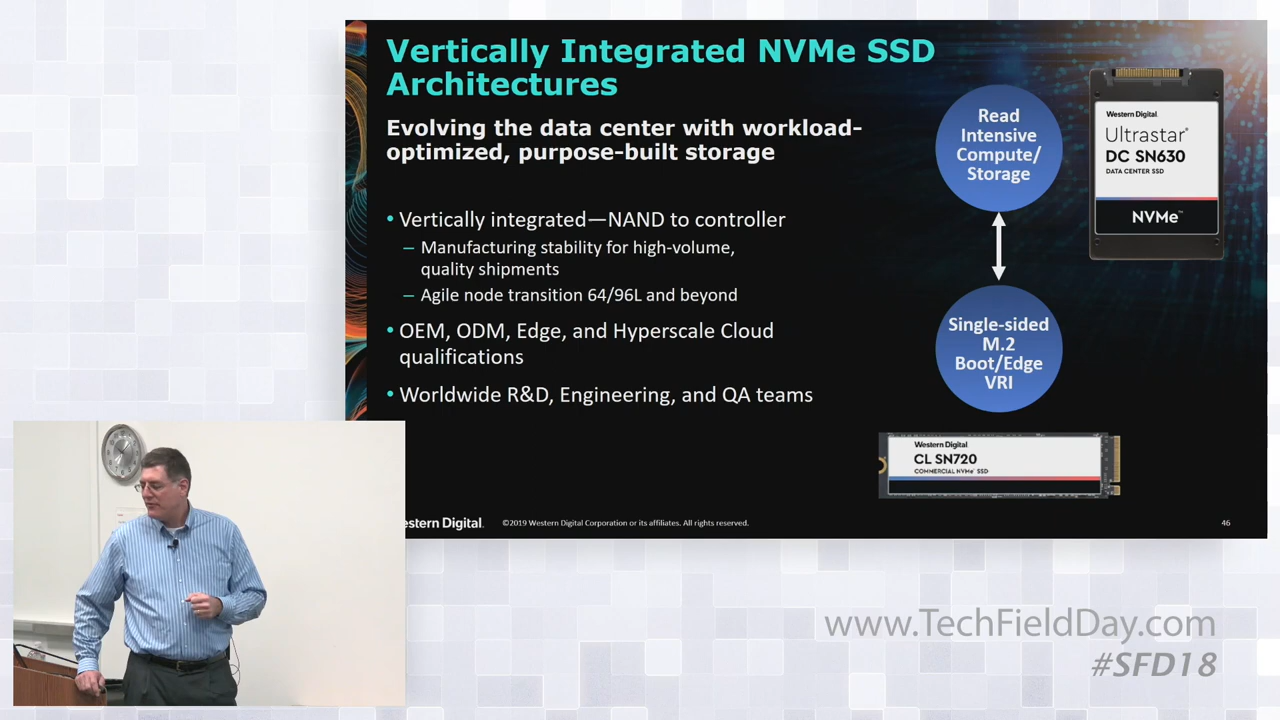 Vertically Integrated NVMe SSD
Architectures
Evolving the data center with workload-
optimized, purpose-built storage
• Vertically integrated—NAND to controller
– Manufacturing stability for high-volume,
quality shipments
– Agile node transition 64/96L and beyond
• OEM, ODM, Edge, and Hyperscale Cloud
qualifications
• Worldwide R&D, Engineering, and QA teams
Read
Intensive
Compute/
Storage
Single-sided
M.2
Boot/Edge
VRI
Western Digital
Ultrastar®
DC SN630
DATA CENTER SSD
NVMe™
Western Digital
CL SN720
COMMERCIAL NVMe™ SSD
estern Digital.
©2019 Western Digital Corporation or its affiliates. All rights reserved.
46
www.TechFieldDay.com
#SFD18